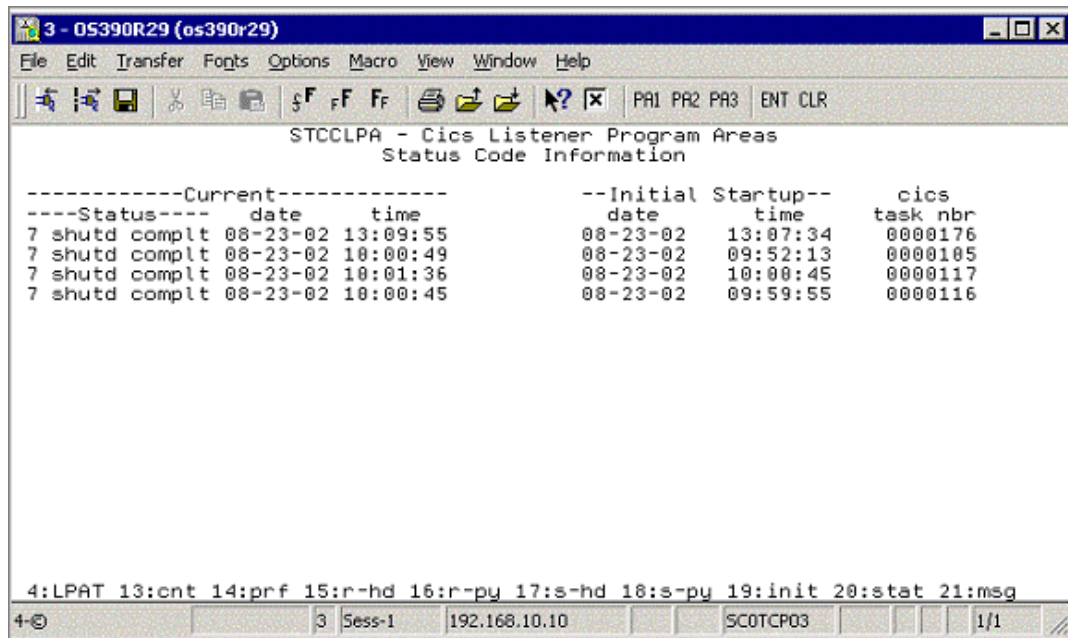 3 - OS390R29 (os390r29)
File Edit Transfer Fonts Options Macro View Window Help
PA1 PA2 PA3 ENT CLR
STCCLPA - Cics Listener Program Areas
Status Code Information
------------Current------------- --Initial Startup-- cics
----Status---- date time date time task nbr
7 shutd complt 08-23-02 13:09:55 08-23-02 13:07:34 0000176
7 shutd complt 08-23-02 10:00:49 08-23-02 09:52:13 0000105
7 shutd complt 08-23-02 10:01:36 08-23-02 10:00:45 0000117
7 shutd complt 08-23-02 10:00:45 08-23-02 09:59:55 0000116
4:LPAT 13:cnt 14:prf 15:r-hd 16:r-py 17:s-hd 18:s-py 19:init 20:stat 21:msg
4-© 3 Sess-1 192.168.10.10 SCOTCP03 1/1